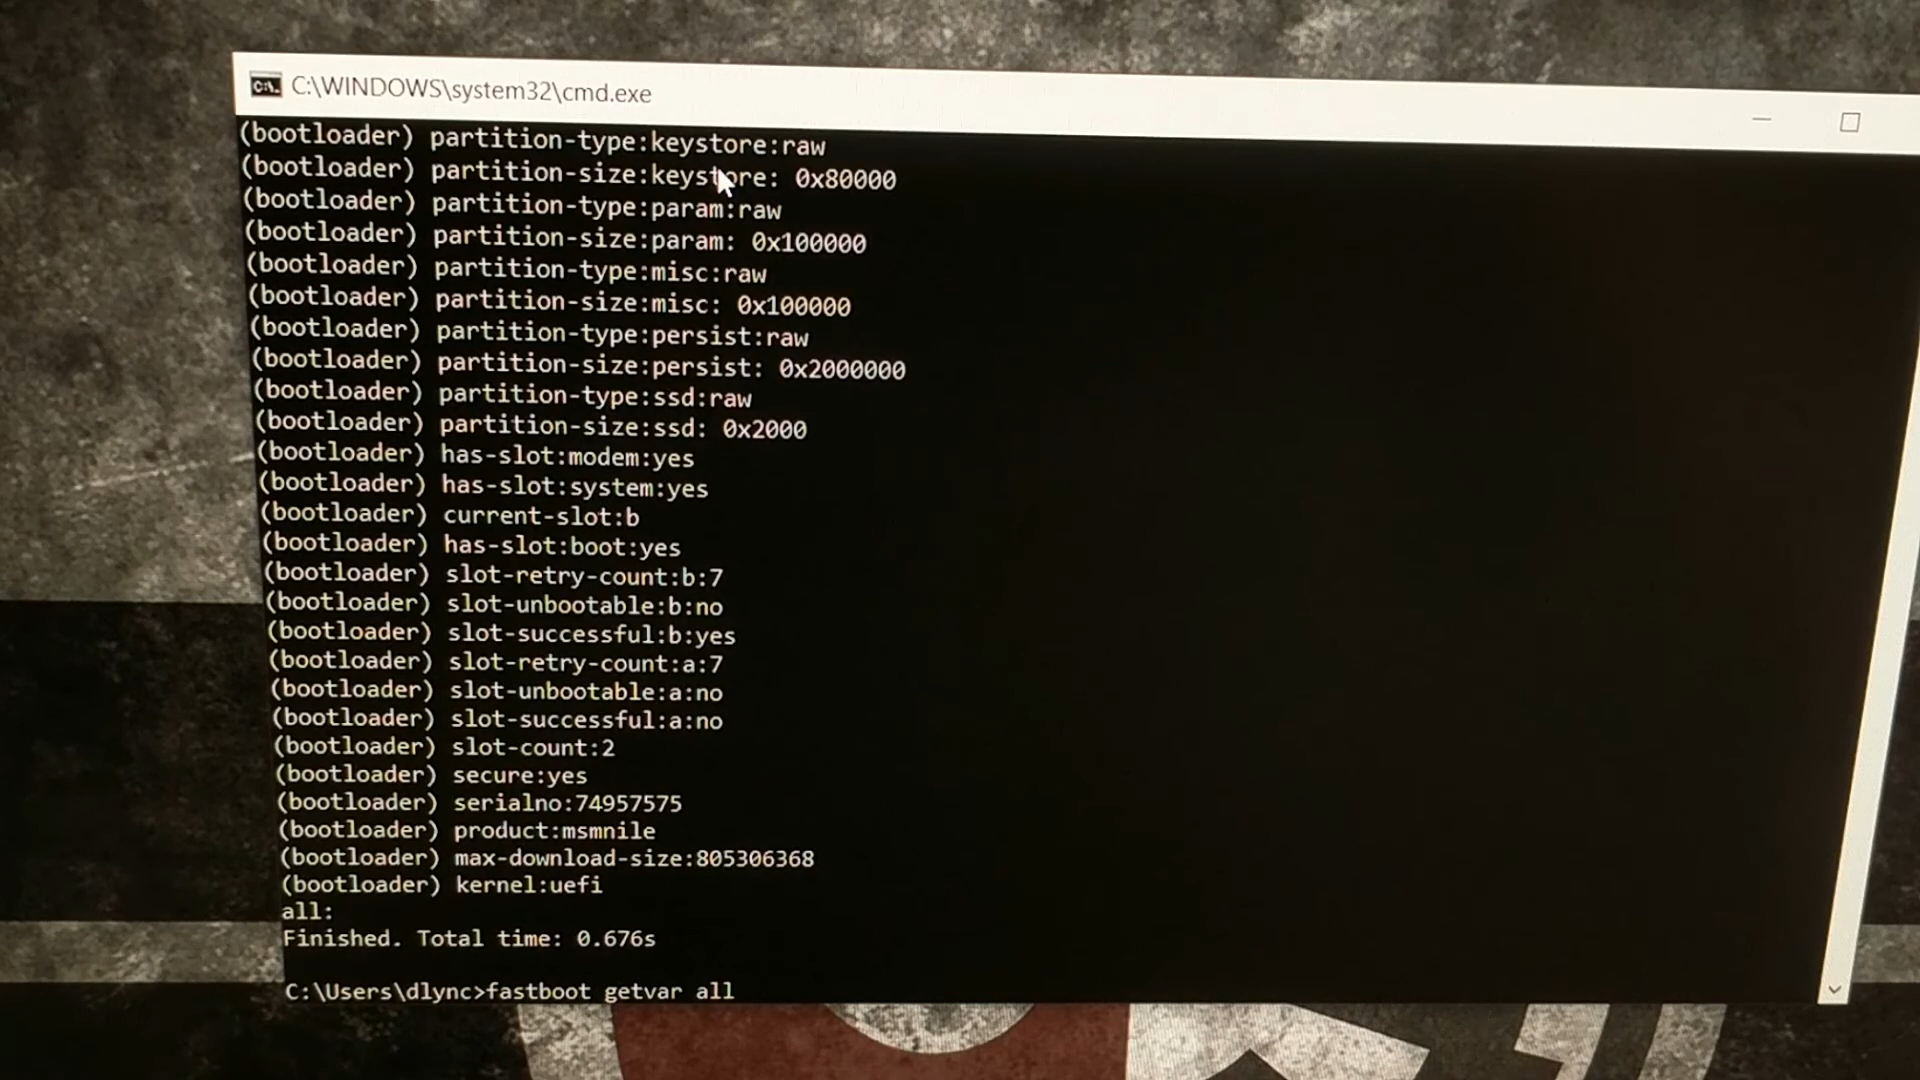 C:\WINDOWS\system32\cmd.exe
(bootloader) partition-type:keystore:raw
(bootloader) partition-size:keystore: 0x80000
(bootloader) partition-type:param:raw
(bootloader) partition-size:param: 0x100000
(bootloader) partition-type:misc:raw
(bootloader) partition-size:misc: 0x100000
(bootloader) partition-type:persist:raw
(bootloader) partition-size:persist: 0x2000000
(bootloader) partition-type:ssd:raw
(bootloader) partition-size:ssd: 0x2000
(bootloader) has-slot:modem:yes
(bootloader) has-slot:system:yes
(bootloader) current-slot:b
(bootloader) has-slot:boot:yes
(bootloader) slot-retry-count:b:7
(bootloader) slot-unbootable:b:no
(bootloader) slot-successful:b:yes
(bootloader) slot-retry-count:a:7
(bootloader) slot-unbootable:a:no
(bootloader) slot-successful:a:no
(bootloader) slot-count:2
(bootloader) secure:yes
(bootloader) serialno:74957575
(bootloader) product:msmnile
(bootloader) max-download-size:805306368
(bootloader) kernel:uefi
all:
Finished. Total time: 0.676s
C:\Users\dlync>fastboot getvar all